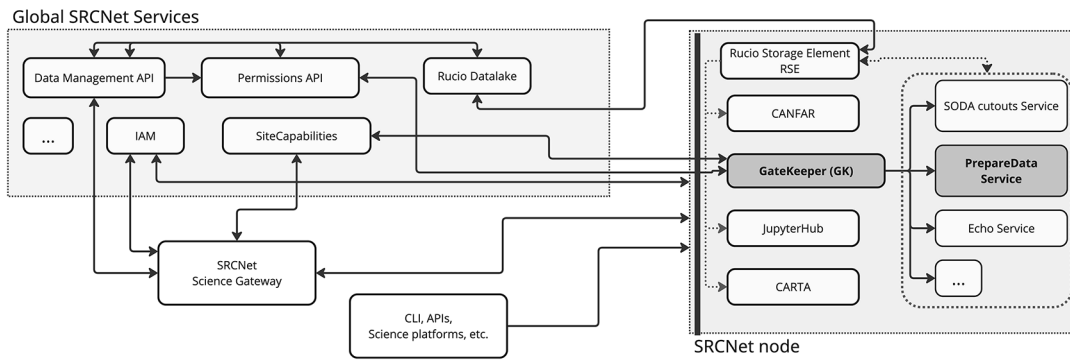 Global SRCNet Services
Data Management API
Permissions API
Rucio Datalake
...
IAM
SiteCapabilities
SRCNet
Science Gateway
CLI, APIs,
Science platforms, etc.
Rucio Storage Element
RSE
CANFAR
GateKeeper (GK)
JupyterHub
CARTA
SODA cutouts Service
PrepareData
Service
Echo Service
...
SRCNet node